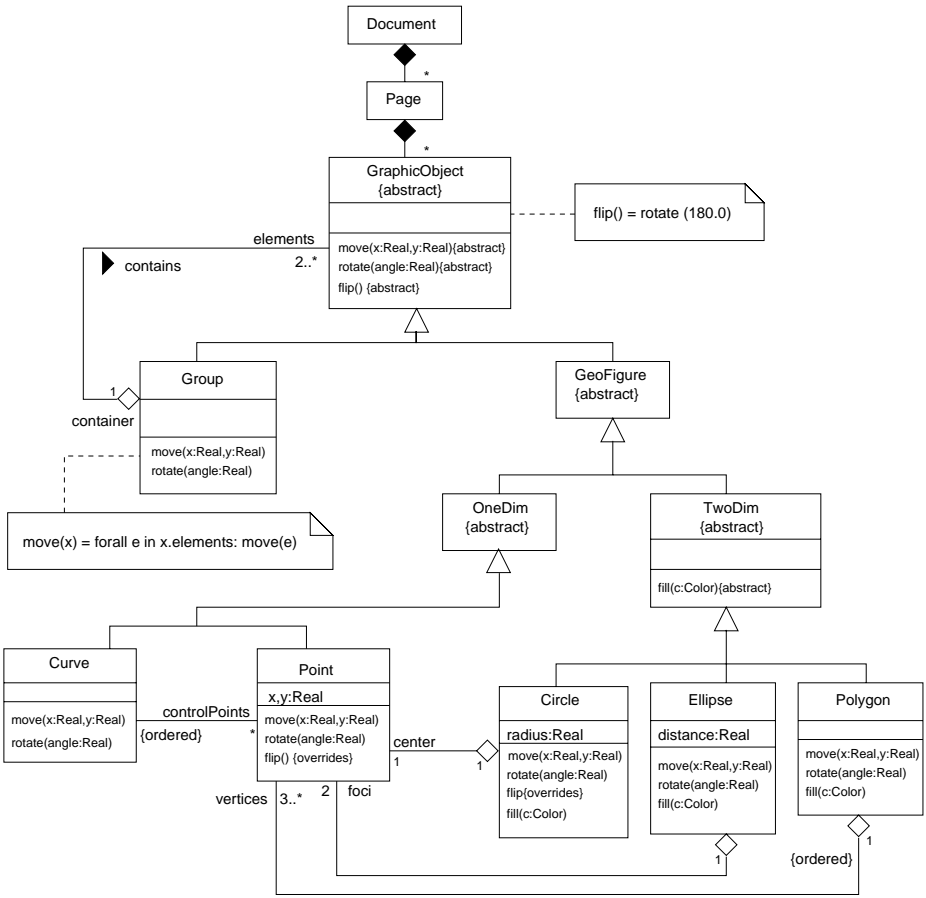 Document
*
Page
*
GraphicObject
{abstract}
flip() = rotate (180.0)
elements
2..*
contains
move(x:Real,y:Real){abstract}
rotate(angle:Real){abstract}
flip() {abstract}
Group
1
container
move(x:Real,y:Real)
rotate(angle:Real)
GeoFigure
{abstract}
move(x) = forall e in x.elements: move(e)
OneDim
{abstract}
TwoDim
{abstract}
fill(c:Color){abstract}
Curve
move(x:Real,y:Real)
rotate(angle:Real)
controlPoints
{ordered}
*
Point
x,y:Real
move(x:Real,y:Real)
rotate(angle:Real)
flip() {overrides}
center
1
1
Circle
radius:Real
move(x:Real,y:Real)
rotate(angle:Real)
flip{overrides}
fill(c:Color)
Ellipse
distance:Real
move(x:Real,y:Real)
rotate(angle:Real)
fill(c:Color)
Polygon
move(x:Real,y:Real)
rotate(angle:Real)
fill(c:Color)
vertices
3..*
2
foci
1
{ordered}
1